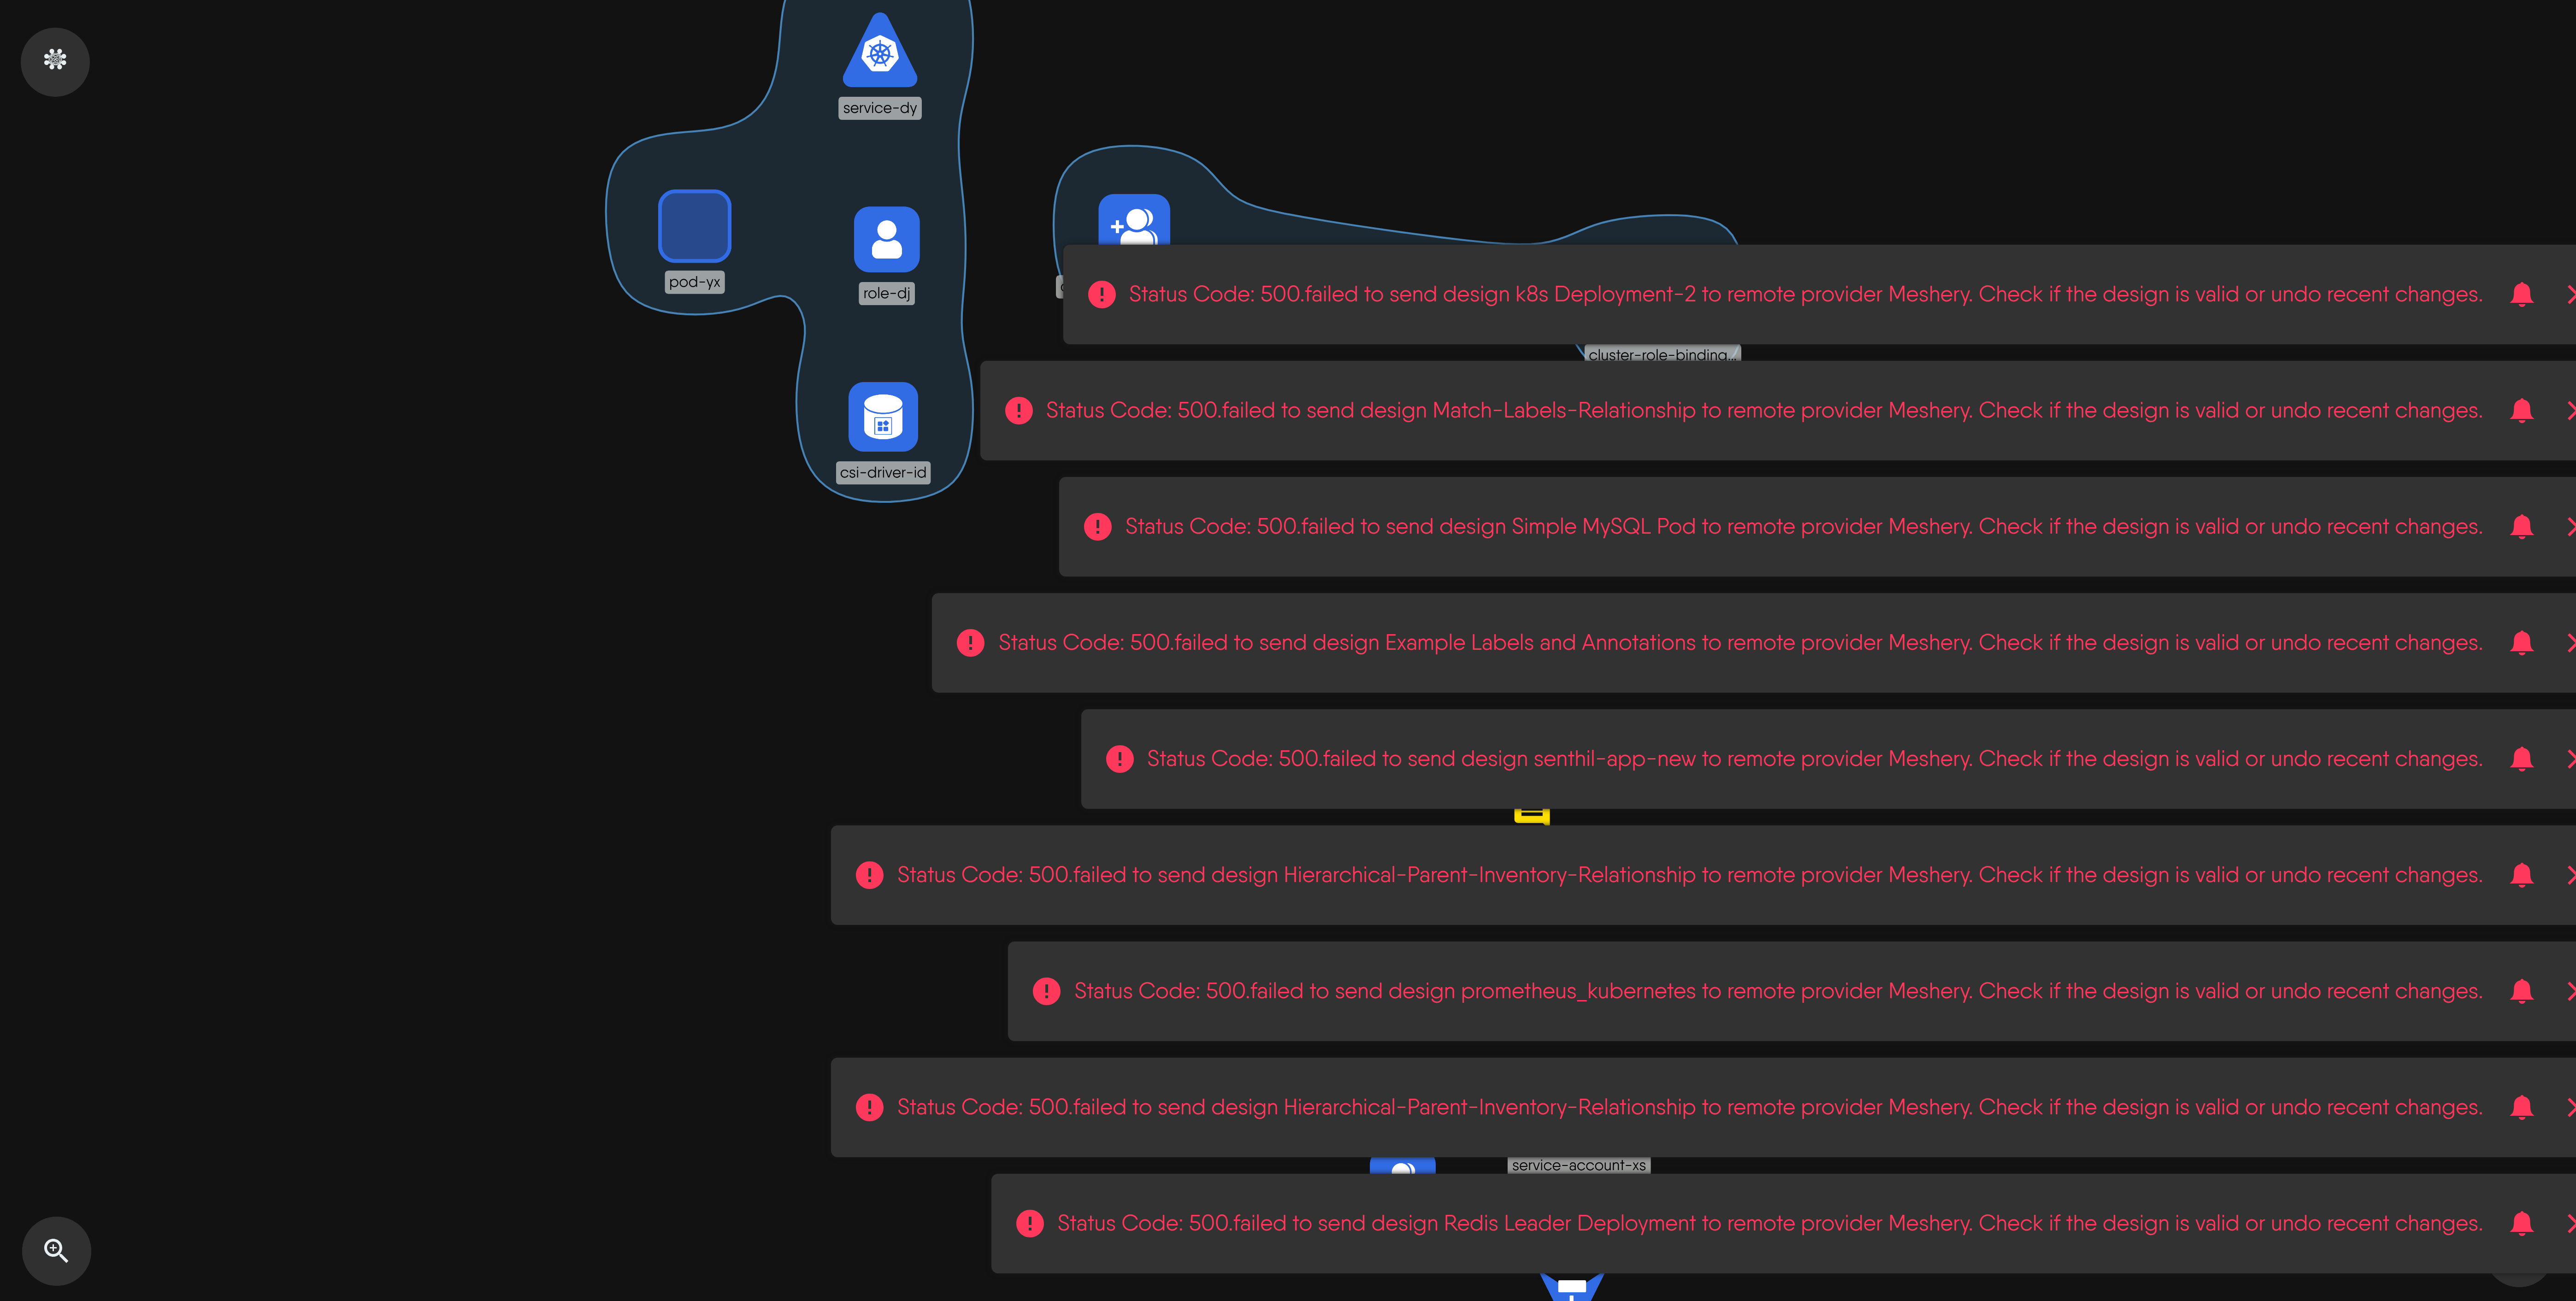 service-dy
pod-yx
role-dj
Status Code: 500.failed to send design k8s Deployment-2 to remote provider Meshery. Check if the design is valid or undo recent changes.
cluster-role-binding...
Status Code: 500.failed to send design Match-Labels-Relationship to remote provider Meshery. Check if the design is valid or undo recent changes.
csi-driver-id
Status Code: 500.failed to send design Simple MySQL Pod to remote provider Meshery. Check if the design is valid or undo recent changes.
Status Code: 500.failed to send design Example Labels and Annotations to remote provider Meshery. Check if the design is valid or undo recent changes.
Status Code: 500.failed to send design senthil-app-new to remote provider Meshery. Check if the design is valid or undo recent changes.
Status Code: 500.failed to send design Hierarchical-Parent-Inventory-Relationship to remote provider Meshery. Check if the design is valid or undo recent changes.
Status Code: 500.failed to send design prometheus_kubernetes to remote provider Meshery. Check if the design is valid or undo recent changes.
Status Code: 500.failed to send design Hierarchical-Parent-Inventory-Relationship to remote provider Meshery. Check if the design is valid or undo recent changes.
service-account-xs
Status Code: 500.failed to send design Redis Leader Deployment to remote provider Meshery. Check if the design is valid or undo recent changes.